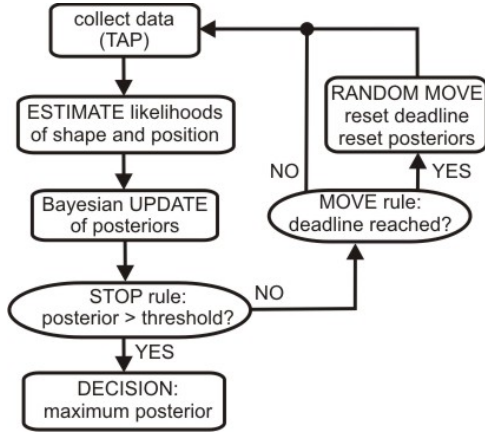 collect data
(TAP)
ESTIMATE likelihoods
of shape and position
Bayesian UPDATE
of posteriors
STOP rule:
posterior > threshold?
YES
DECISION:
maximum posterior
NO
MOVE rule:
deadline reached?
NO
YES
RANDOM MOVE
reset deadline
reset posteriors